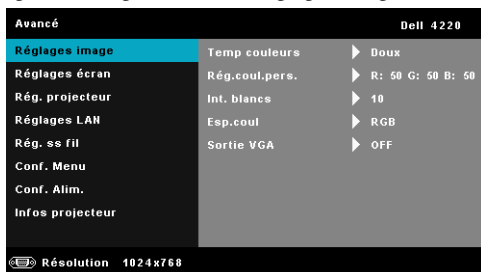 Avancé Dell 4220
Réglages image Temp couleurs Doux
Réglages écran Rég.coul.pers. R: 50 G: 50 B: 50
Rég. projecteur Int. blancs 10
Réglages LAN Esp.coul RGB
Rég. ss fil Sortie VGA OFF
Conf. Menu
Conf. Alim.
Infos projecteur
Résolution 1024x768